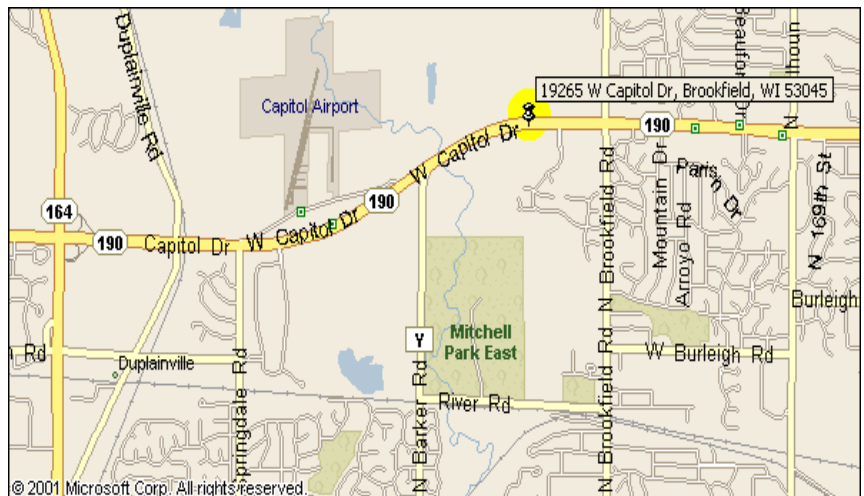 Duplainville Rd
Beaufort Dr
N Calhoun
Capitol Airport
19265 W Capitol Dr, Brookfield, WI 53045
190
W Capitol Dr
N Brookfield Rd
Mountain Dr
Paris
Arroyo Rd
N 169th St
164
190
190
Capitol Dr
W Capitol Dr
Burleigh
Mitchell
Park East
Y
W Burleigh Rd
Rd
Duplainville
Springdale Rd
N Barker Rd
River Rd
N Brookfield Rd
© 2001 Microsoft Corp. All rights reserved.